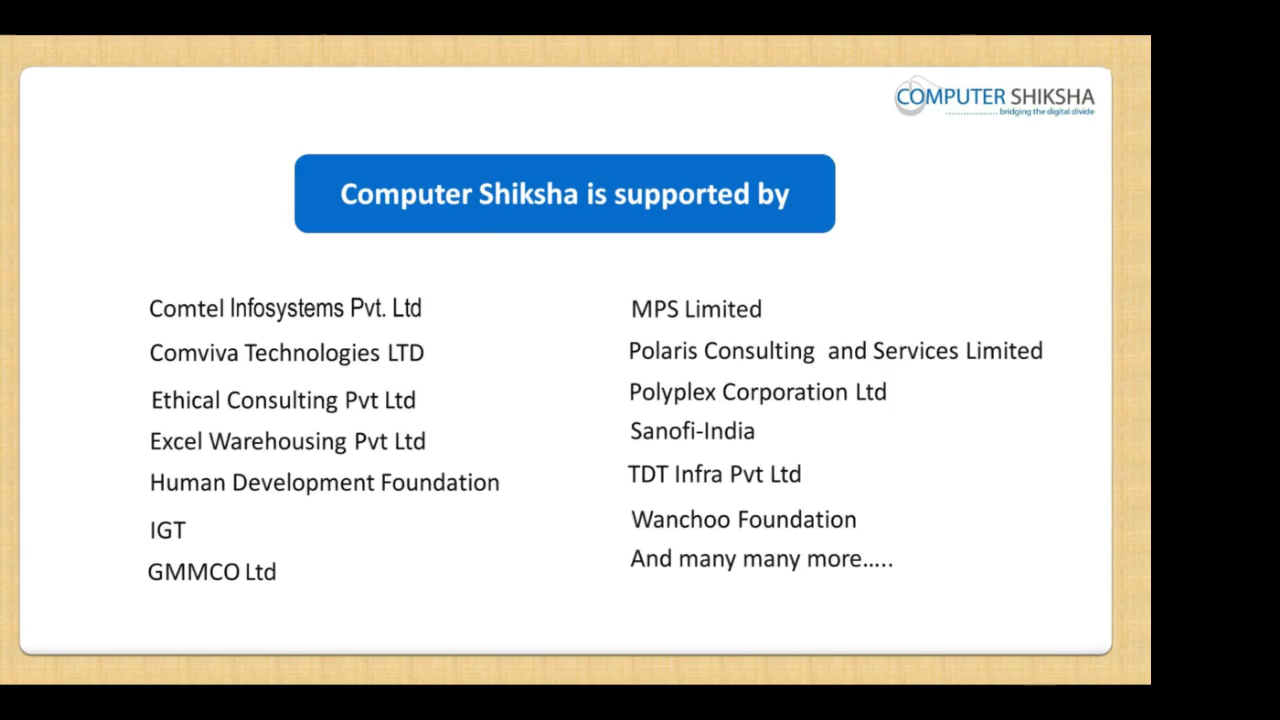 COMPUTER SHIKSHA
bridging the digital divide
Computer Shiksha is supported by
Comtel Infosystems Pvt. Ltd
Comviva Technologies LTD
Ethical Consulting Pvt Ltd
Excel Warehousing Pvt Ltd
Human Development Foundation
IGT
GMMCO Ltd
MPS Limited
Polaris Consulting and Services Limited
Polyplex Corporation Ltd
Sanofi-India
TDT Infra Pvt Ltd
Wanchoo Foundation
And many many more.....